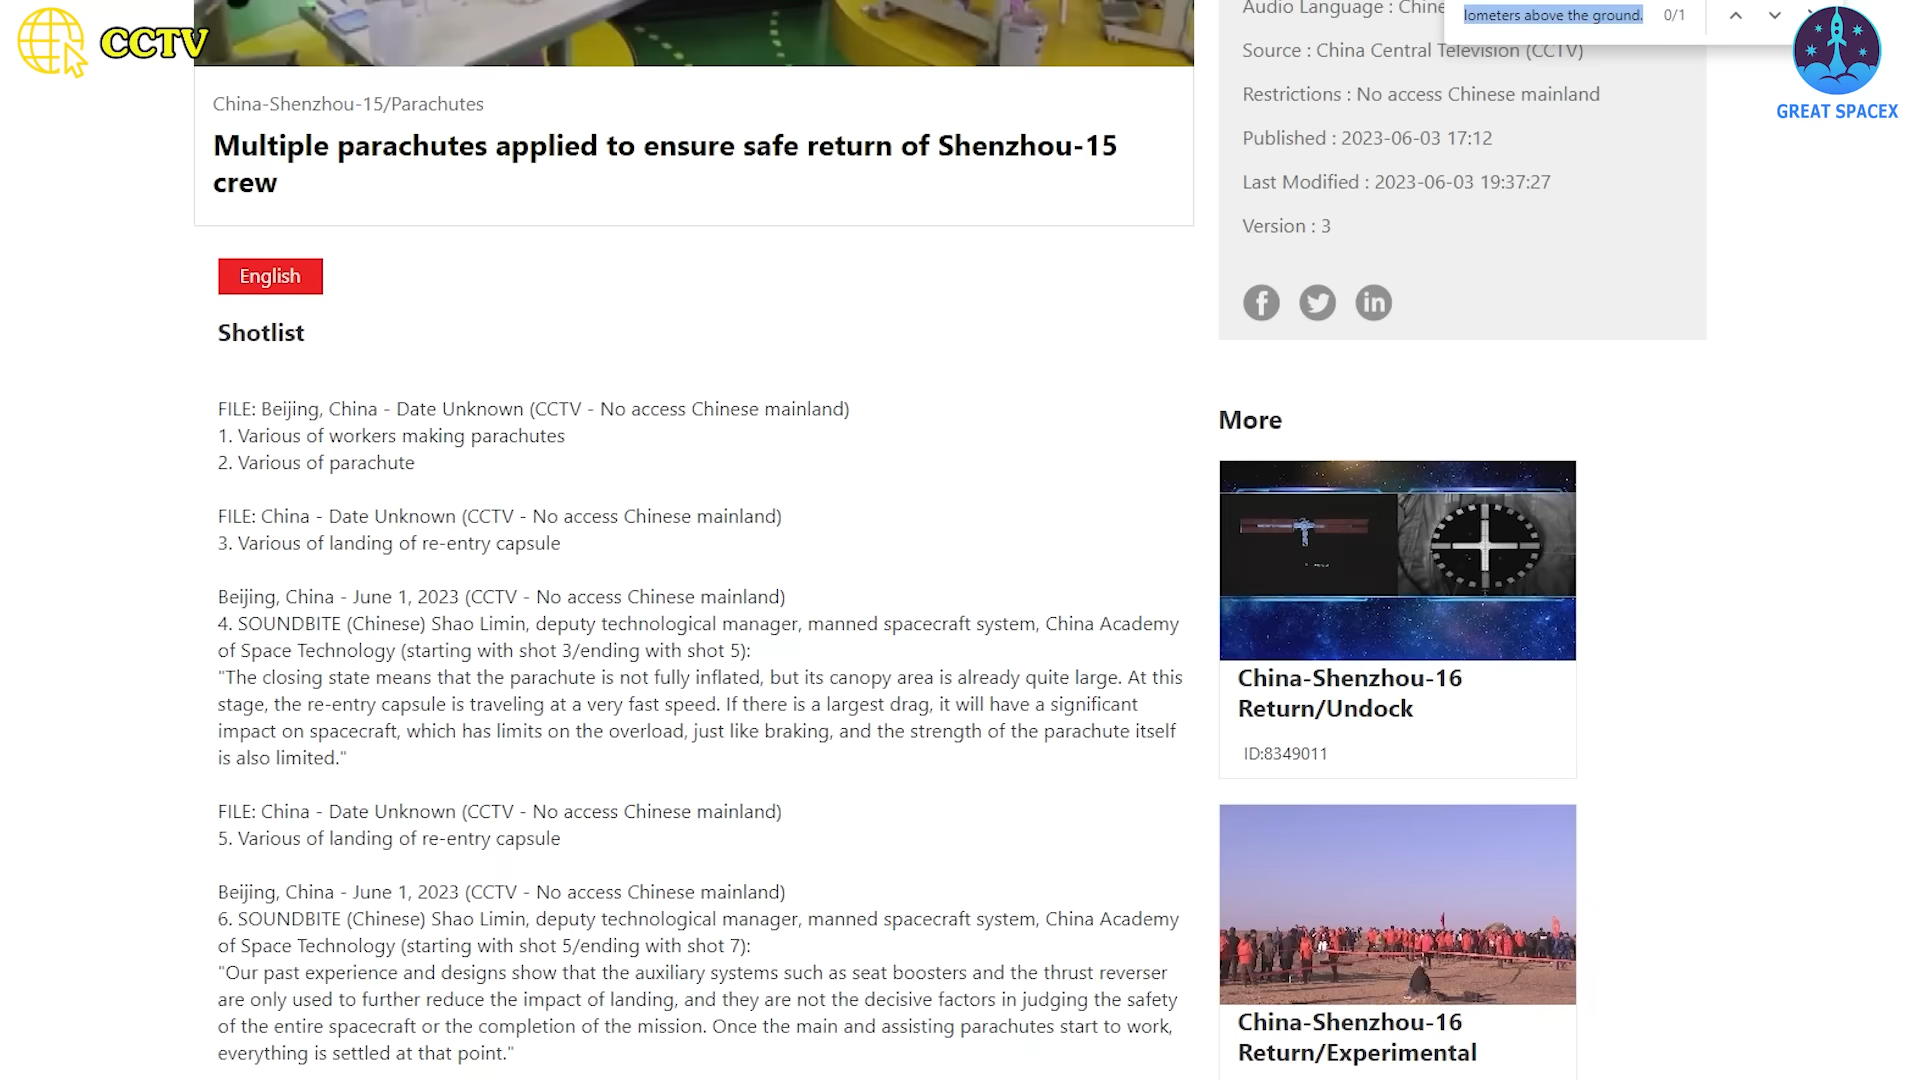 CCTV
China-Shenzhou-15/Parachutes
Multiple parachutes applied to ensure safe return of Shenzhou-15
crew
English
Shotlist
FILE: Beijing, China - Date Unknown (CCTV - No access Chinese mainland)
1. Various of workers making parachutes
2. Various of parachute
FILE: China - Date Unknown (CCTV - No access Chinese mainland)
3. Various of landing of re-entry capsule
Beijing, China - June 1, 2023 (CCTV - No access Chinese mainland)
4. SOUNDBITE (Chinese) Shao Limin, deputy technological manager, manned spacecraft system, China Academy
of Space Technology (starting with shot 3/ending with shot 5):
"The closing state means that the parachute is not fully inflated, but its canopy area is already quite large. At this
stage, the re-entry capsule is traveling at a very fast speed. If there is a largest drag, it will have a significant
impact on spacecraft, which has limits on the overload, just like braking, and the strength of the parachute itself
is also limited."
FILE: China - Date Unknown (CCTV - No access Chinese mainland)
5. Various of landing of re-entry capsule
Beijing, China - June 1, 2023 (CCTV - No access Chinese mainland)
6. SOUNDBITE (Chinese) Shao Limin, deputy technological manager, manned spacecraft system, China Academy
of Space Technology (starting with shot 5/ending with shot 7):
"Our past experience and designs show that the auxiliary systems such as seat boosters and the thrust reverser
are only used to further reduce the impact of landing, and they are not the decisive factors in judging the safety
of the entire spacecraft or the completion of the mission. Once the main and assisting parachutes start to work,
everything is settled at that point."
Audio Language : Chine
lometers above the ground. 0/1
Source : China Central Television (CCTV)
Restrictions : No access Chinese mainland
Published : 2023-06-03 17:12
Last Modified : 2023-06-03 19:37:27
Version : 3
GREAT SPACEX
More
China-Shenzhou-16
Return/Undock
ID:8349011
China-Shenzhou-16
Return/Experimental